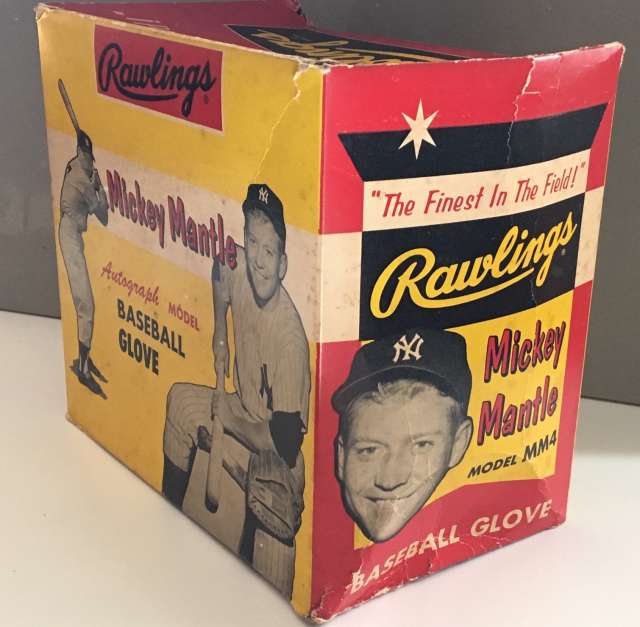 Rawlings
Mickey Mantle
Autograph MODEL
BASEBALL
GLOVE
"The Finest In The Field!"
Rawlings
NY
Mickey
Mantle
MODEL MM4
BASEBALL GLOVE